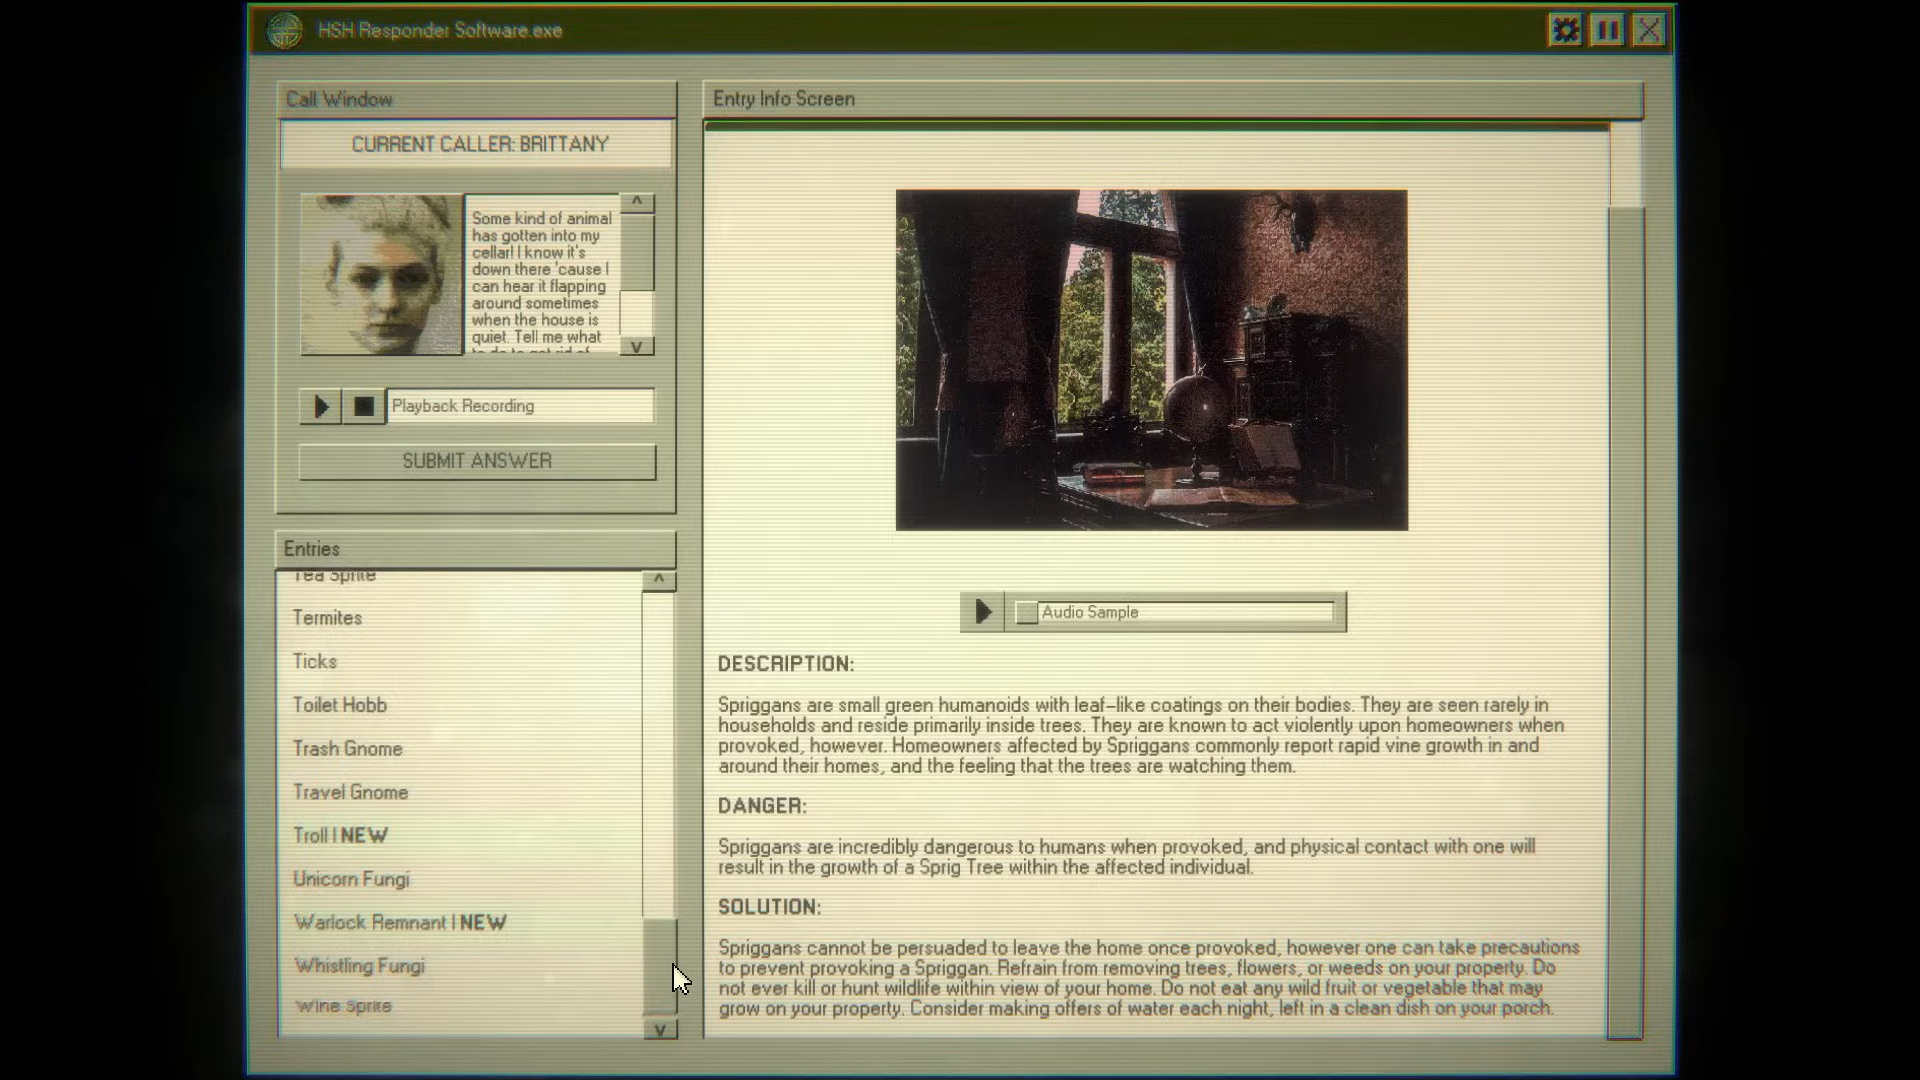 HSH Responder Software.exe
Call Window
CURRENT CALLER: BRITTANY
Some kind of animal
has gotten into my
cellar! I know it's
down there 'cause I
can hear it flapping
around sometimes
when the house is
quiet. Tell me what
to do to get rid of
^
v
Playback Recording
SUBMIT ANSWER
Entries
Tea Sprite
Termites
Ticks
Toilet Hobb
Trash Gnome
Travel Gnome
Troll | NEW
Unicorn Fungi
Warlock Remnant | NEW
Whistling Fungi
Wine Sprite
^
v
Entry Info Screen
Audio Sample
DESCRIPTION:
Spriggans are small green humanoids with leaf-like coatings on their bodies. They are seen rarely in
households and reside primarily inside trees. They are known to act violently upon homeowners when
provoked, however. Homeowners affected by Spriggans commonly report rapid vine growth in and
around their homes, and the feeling that the trees are watching them.
DANGER:
Spriggans are incredibly dangerous to humans when provoked, and physical contact with one will
result in the growth of a Sprig Tree within the affected individual.
SOLUTION:
Spriggans cannot be persuaded to leave the home once provoked, however one can take precautions
to prevent provoking a Spriggan. Refrain from removing trees, flowers, or weeds on your property. Do
not ever kill or hunt wildlife within view of your home. Do not eat any wild fruit or vegetable that may
grow on your property. Consider making offers of water each night, left in a clean dish on your porch.